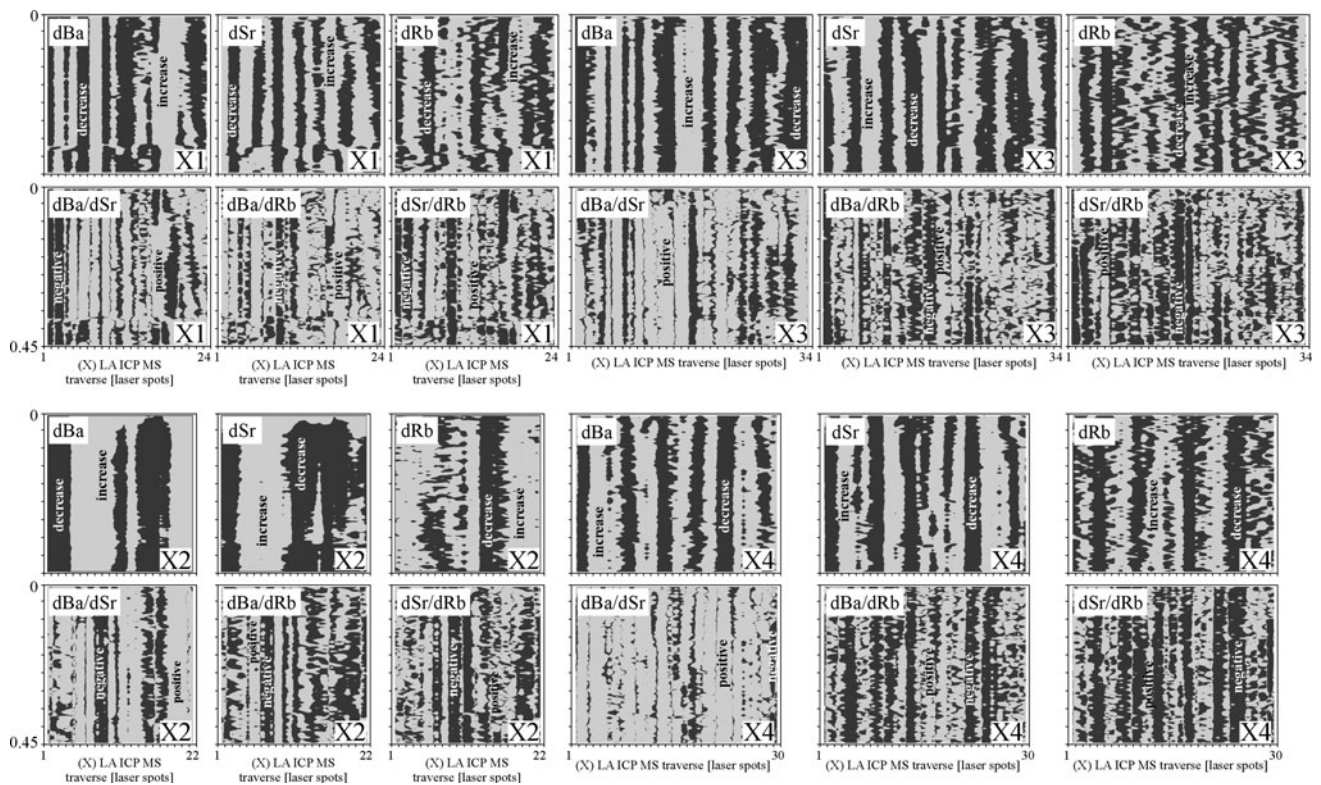 0
dBa
decrease
increase
X1
dSr
decrease
increase
X1
dRb
decrease
increase
X1
dBa
increase
decrease
X3
dSr
increase
decrease
X3
dRb
decrease
increase
X3
0
dBa/dSr
negative
positive
X1
dBa/dRb
negative
positive
X1
dSr/dRb
negative
positive
X1
dBa/dSr
positive
X3
dBa/dRb
negative
positive
X3
dSr/dRb
positive
negative
X3
0.45
1 24
1 24
1 24
1 34
1 34
1 34
(X) LA ICP MS
traverse [laser spots]
(X) LA ICP MS
traverse [laser spots]
(X) LA ICP MS
traverse [laser spots]
(X) LA ICP MS traverse [laser spots]
(X) LA ICP MS traverse [laser spots]
(X) LA ICP MS traverse [laser spots]
0
dBa
decrease
increase
X2
dSr
increase
decrease
X2
dRb
decrease
increase
X2
dBa
increase
decrease
X4
dSr
increase
decrease
X4
dRb
increase
decrease
X4
0
dBa/dSr
negative
positive
X2
dBa/dRb
positive
negative
X2
dSr/dRb
negative
positive
X2
dBa/dSr
positive
negative
X4
dBa/dRb
positive
negative
X4
dSr/dRb
positive
negative
X4
0.45
1 22
1 22
1 22
1 30
1 30
1 30
(X) LA ICP MS
traverse [laser spots]
(X) LA ICP MS
traverse [laser spots]
(X) LA ICP MS
traverse [laser spots]
(X) LA ICP MS traverse [laser spots]
(X) LA ICP MS traverse [laser spots]
(X) LA ICP MS traverse [laser spots]